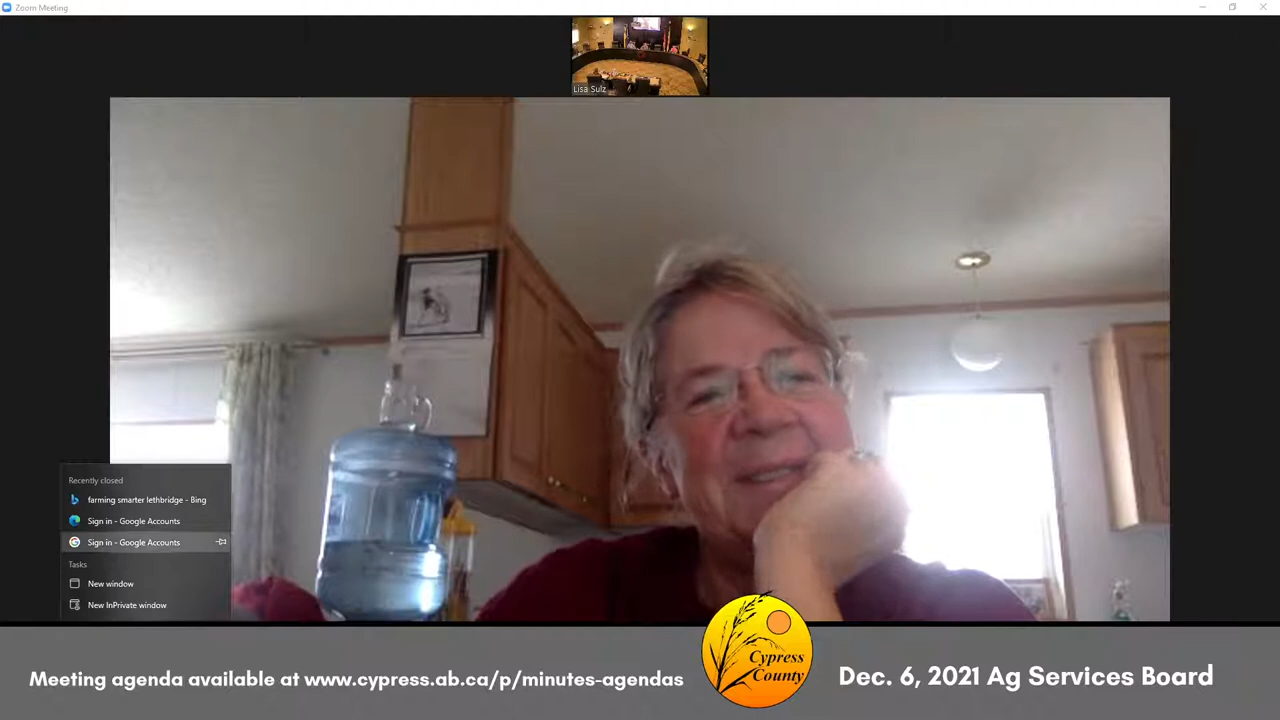 Zoom Meeting
Lisa Sulz
Recently closed
farming smarter lethbridge - Bing
Sign in - Google Accounts
Sign in - Google Accounts
Tasks
New window
New InPrivate window
Meeting agenda available at www.cypress.ab.ca/p/minutes-agendas
Cypress
County
Dec. 6, 2021 Ag Services Board